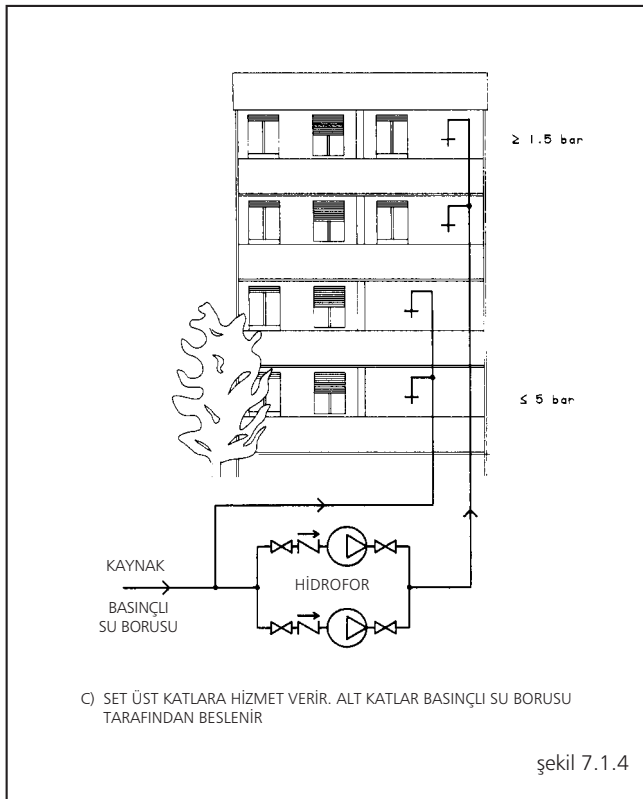 ≥ 1.5 bar
≤ 5 bar
KAYNAK
BASINÇLI
SU BORUSU
HİDROFOR
C) SET ÜST KATLARA HİZMET VERİR. ALT KATLAR BASINÇLI SU BORUSU
TARAFINDAN BESLENİR
şekil 7.1.4